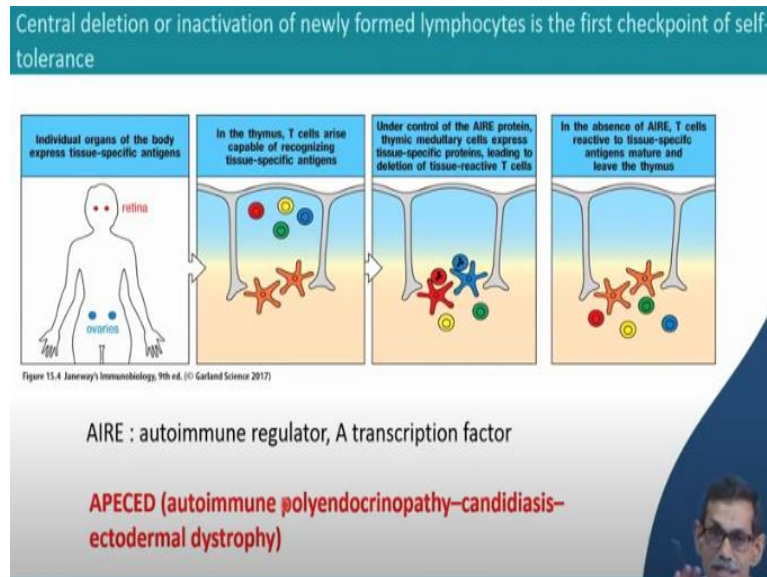 Central deletion or inactivation of newly formed lymphocytes is the first checkpoint of self-
tolerance
Individual organs of the body
express tissue-specific antigens
retina
ovaries
In the thymus, T cells arise
capable of recognizing
tissue-specific antigens
Under control of the AIRE protein,
thymic medullary cells express
tissue-specific proteins, leading to
deletion of tissue-reactive T cells
In the absence of AIRE, T cells
reactive to tissue-specifc
antigens mature and
leave the thymus
Figure 15.4 Janeway's Immunobiology, 9th ed. (© Garland Science 2017)
AIRE : autoimmune regulator, A transcription factor
APECED (autoimmune polyendocrinopathy–candidiasis–
ectodermal dystrophy)